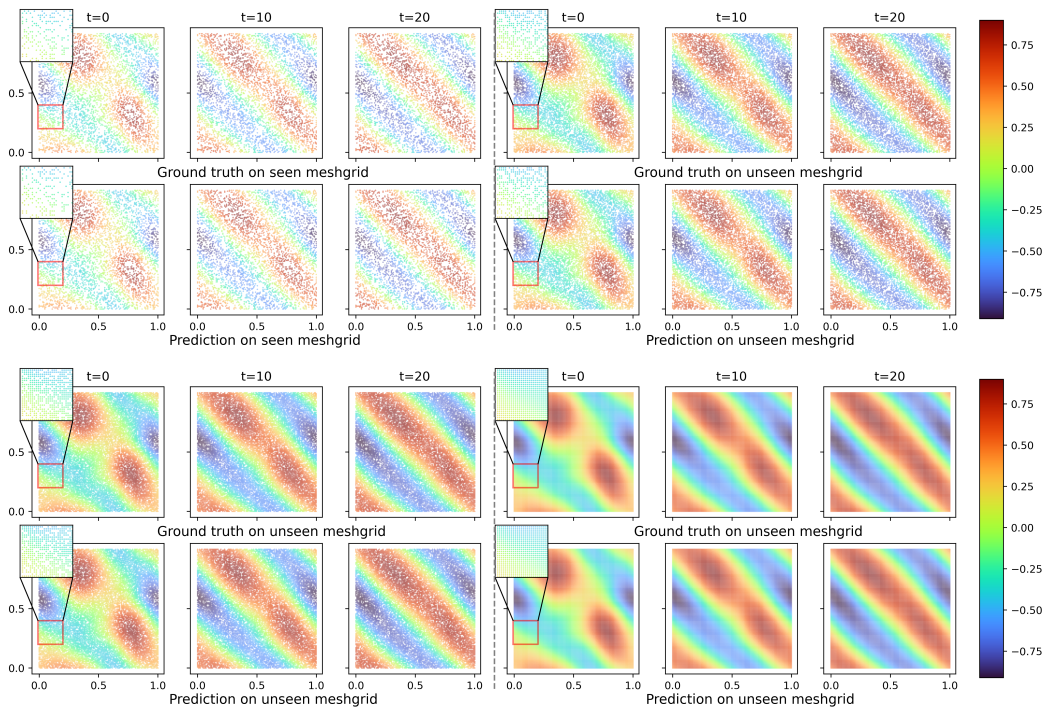 t=0 t=10 t=20 t=0 t=10 t=20
0.5
0.0
Ground truth on seen meshgrid Ground truth on unseen meshgrid
0.5
0.0
0.0 0.5 1.0 0.0 0.5 1.0 0.0 0.5 1.0 0.0 0.5 1.0 0.0 0.5 1.0 0.0 0.5 1.0
Prediction on seen meshgrid Prediction on unseen meshgrid
0.75
0.50
0.25
0.00
−0.25
−0.50
−0.75
t=0 t=10 t=20 t=0 t=10 t=20
0.5
0.0
Ground truth on unseen meshgrid Ground truth on unseen meshgrid
0.5
0.0
0.0 0.5 1.0 0.0 0.5 1.0 0.0 0.5 1.0 0.0 0.5 1.0 0.0 0.5 1.0 0.0 0.5 1.0
Prediction on unseen meshgrid Prediction on unseen meshgrid
0.75
0.50
0.25
0.00
−0.25
−0.50
−0.75